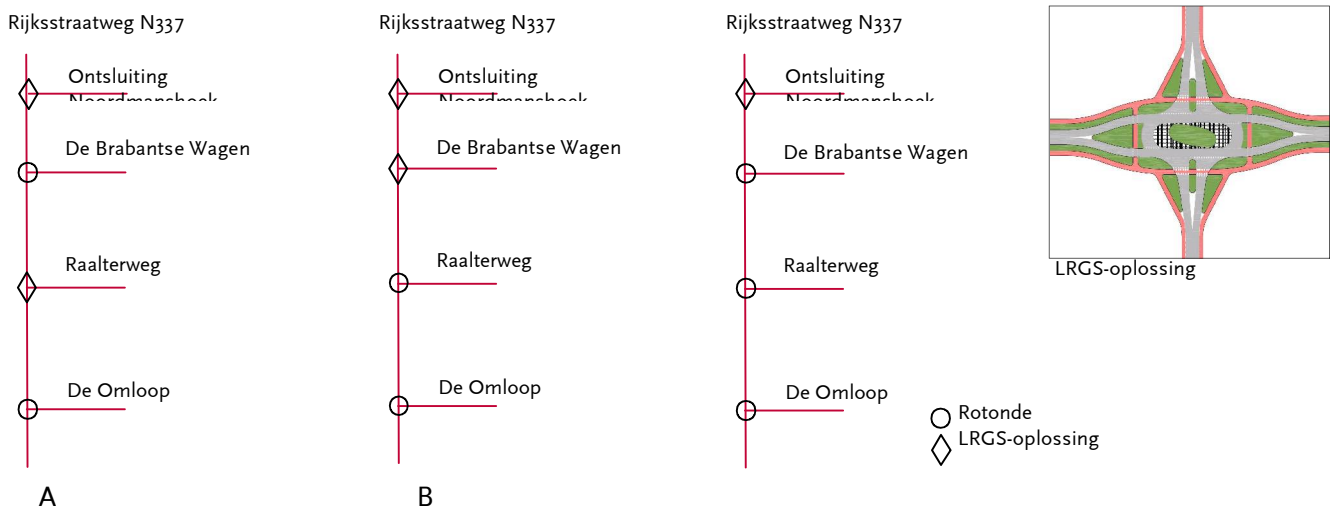 Rijksstraatweg N337
Ontsluiting
De Brabantse Wagen
Raalterweg
De Omloop
A
Rijksstraatweg N337
Ontsluiting
De Brabantse Wagen
Raalterweg
De Omloop
B
Rijksstraatweg N337
Ontsluiting
De Brabantse Wagen
Raalterweg
De Omloop
LRGS-oplossing
Rotonde
LRGS-oplossing